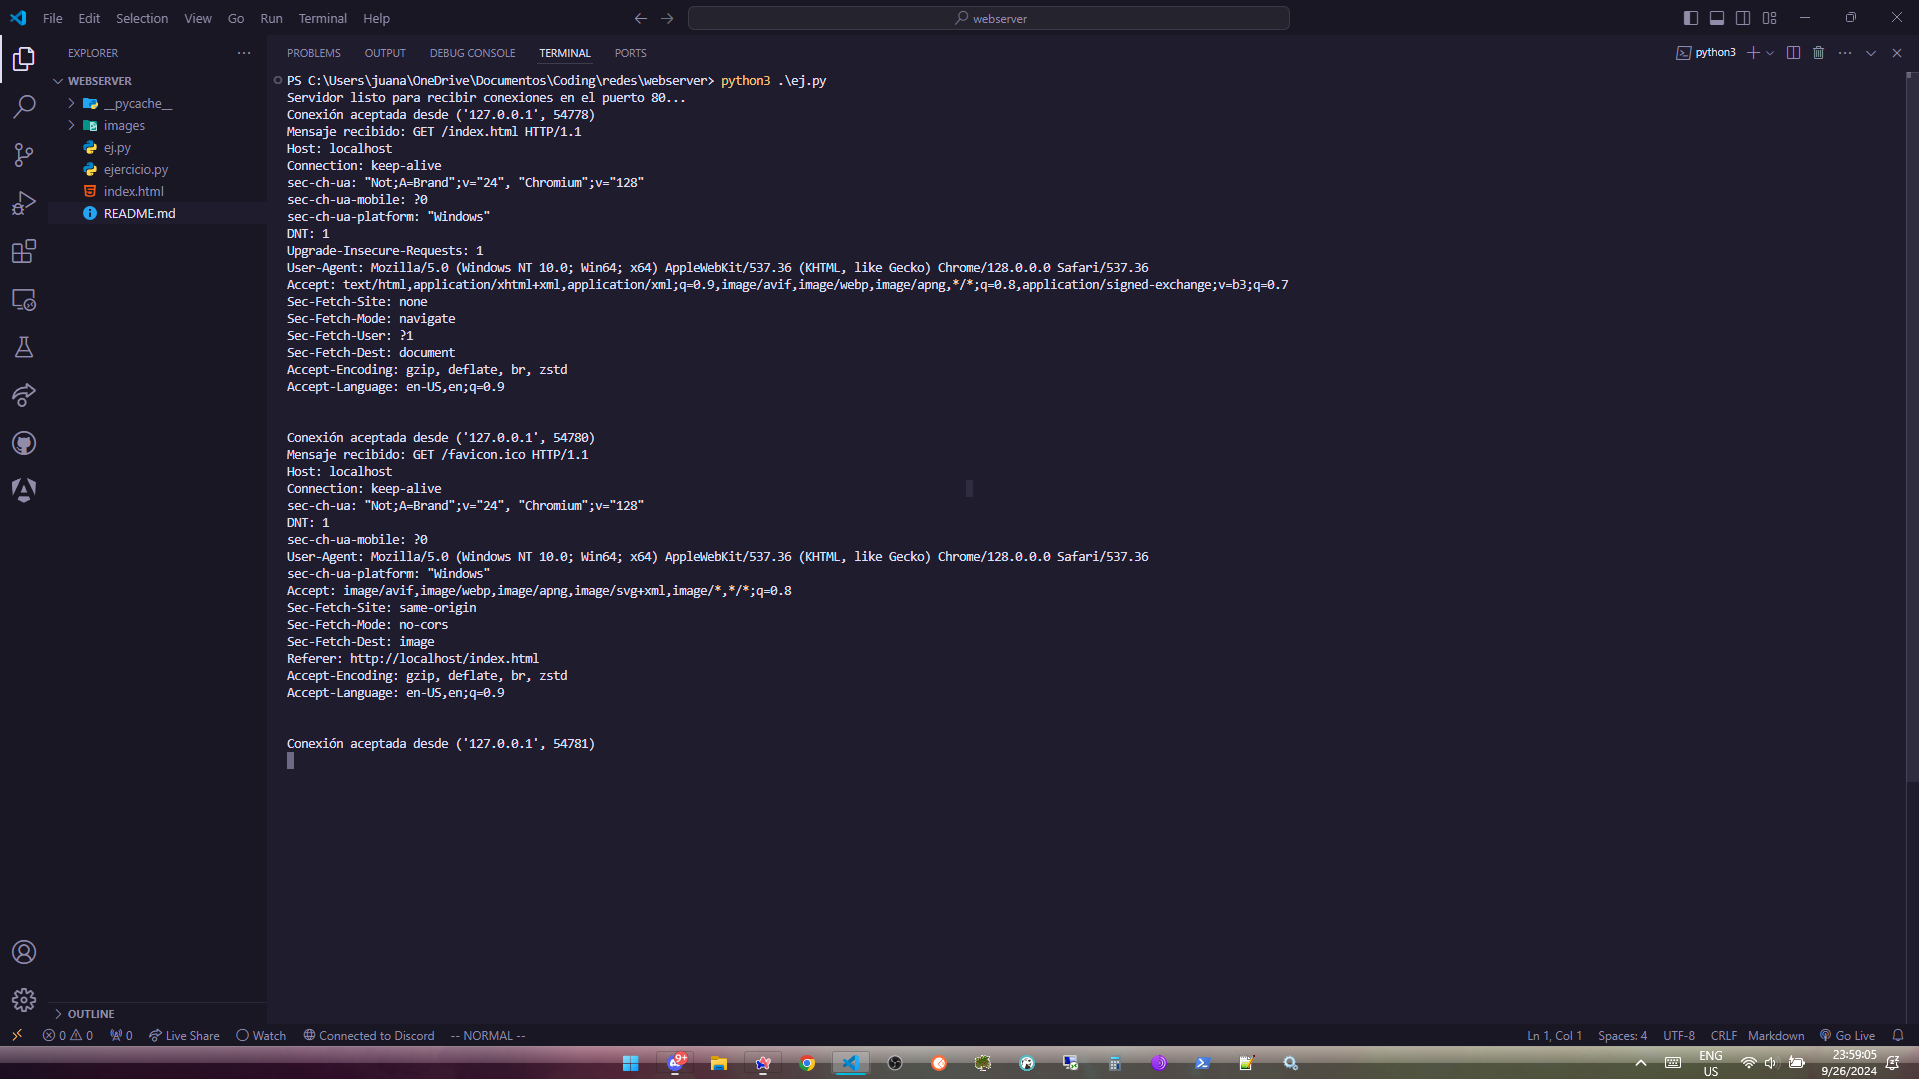 File Edit Selection View Go Run Terminal Help
webserver
EXPLORER
PROBLEMS OUTPUT DEBUG CONSOLE TERMINAL PORTS
python3
WEBSERVER
__pycache__
images
ej.py
ejercicio.py
index.html
README.md
PS C:\Users\juana\OneDrive\Documentos\Coding\redes\webserver> python3 .\ej.py
Servidor listo para recibir conexiones en el puerto 80...
Conexión aceptada desde ('127.0.0.1', 54778)
Mensaje recibido: GET /index.html HTTP/1.1
Host: localhost
Connection: keep-alive
sec-ch-ua: "Not;A=Brand";v="24", "Chromium";v="128"
sec-ch-ua-mobile: ?0
sec-ch-ua-platform: "Windows"
DNT: 1
Upgrade-Insecure-Requests: 1
User-Agent: Mozilla/5.0 (Windows NT 10.0; Win64; x64) AppleWebKit/537.36 (KHTML, like Gecko) Chrome/128.0.0.0 Safari/537.36
Accept: text/html,application/xhtml+xml,application/xml;q=0.9,image/avif,image/webp,image/apng,*/*;q=0.8,application/signed-exchange;v=b3;q=0.7
Sec-Fetch-Site: none
Sec-Fetch-Mode: navigate
Sec-Fetch-User: ?1
Sec-Fetch-Dest: document
Accept-Encoding: gzip, deflate, br, zstd
Accept-Language: en-US,en;q=0.9
Conexión aceptada desde ('127.0.0.1', 54780)
Mensaje recibido: GET /favicon.ico HTTP/1.1
Host: localhost
Connection: keep-alive
sec-ch-ua: "Not;A=Brand";v="24", "Chromium";v="128"
DNT: 1
sec-ch-ua-mobile: ?0
User-Agent: Mozilla/5.0 (Windows NT 10.0; Win64; x64) AppleWebKit/537.36 (KHTML, like Gecko) Chrome/128.0.0.0 Safari/537.36
sec-ch-ua-platform: "Windows"
Accept: image/avif,image/webp,image/apng,image/svg+xml,image/*,*/*;q=0.8
Sec-Fetch-Site: same-origin
Sec-Fetch-Mode: no-cors
Sec-Fetch-Dest: image
Referer: http://localhost/index.html
Accept-Encoding: gzip, deflate, br, zstd
Accept-Language: en-US,en;q=0.9
Conexión aceptada desde ('127.0.0.1', 54781)
OUTLINE
0 0 0 Live Share Watch Connected to Discord -- NORMAL -- Ln 1, Col 1 Spaces: 4 UTF-8 CRLF Markdown Go Live
9+
ENG
US
23:59:05
9/26/2024